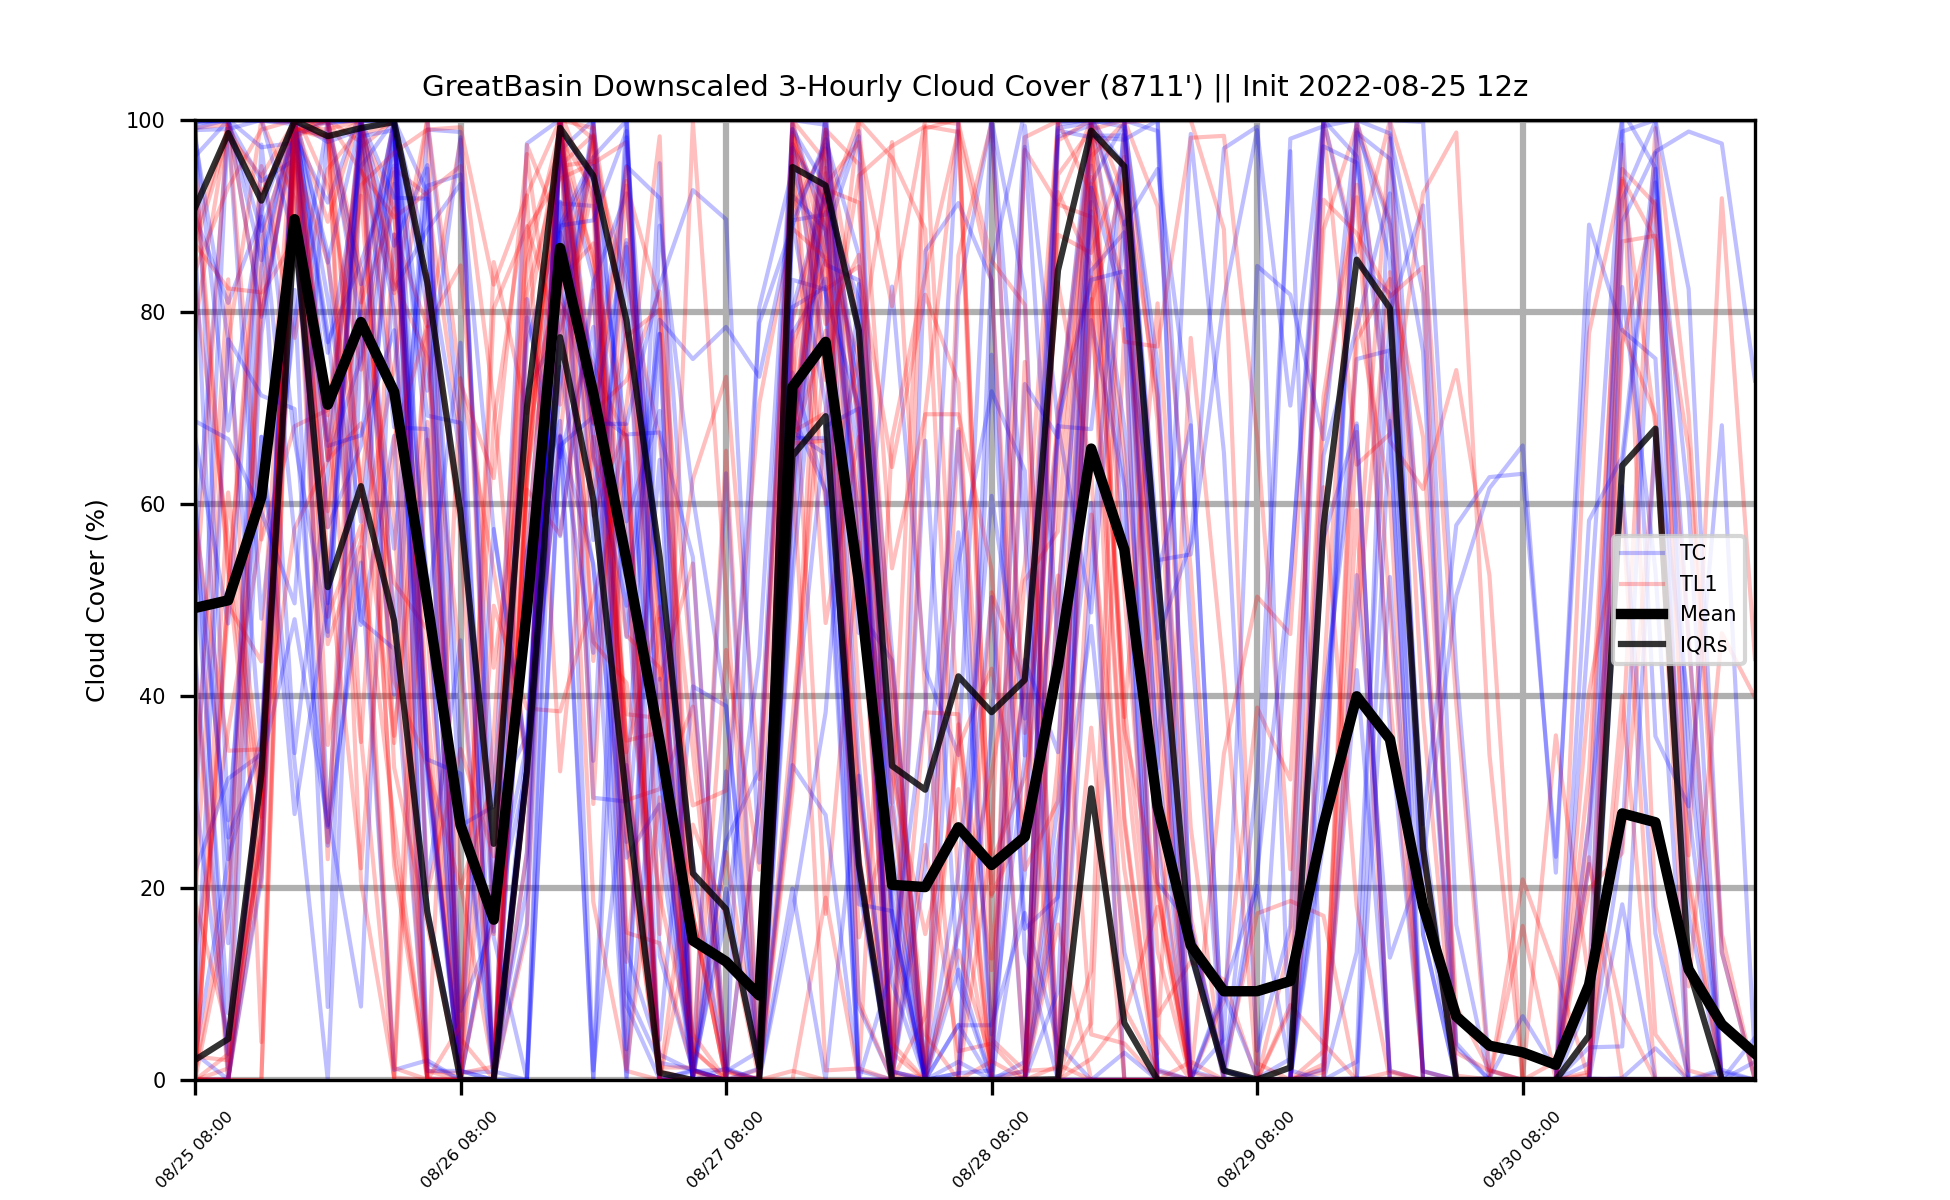 GreatBasin Downscaled 3-Hourly Cloud Cover (8711') || Init 2022-08-25 12z
Cloud Cover (%)
100
80
60
40
20
0
TC
TL1
Mean
IQRs
08/25 08:00
08/26 08:00
08/27 08:00
08/28 08:00
08/29 08:00
08/30 08:00